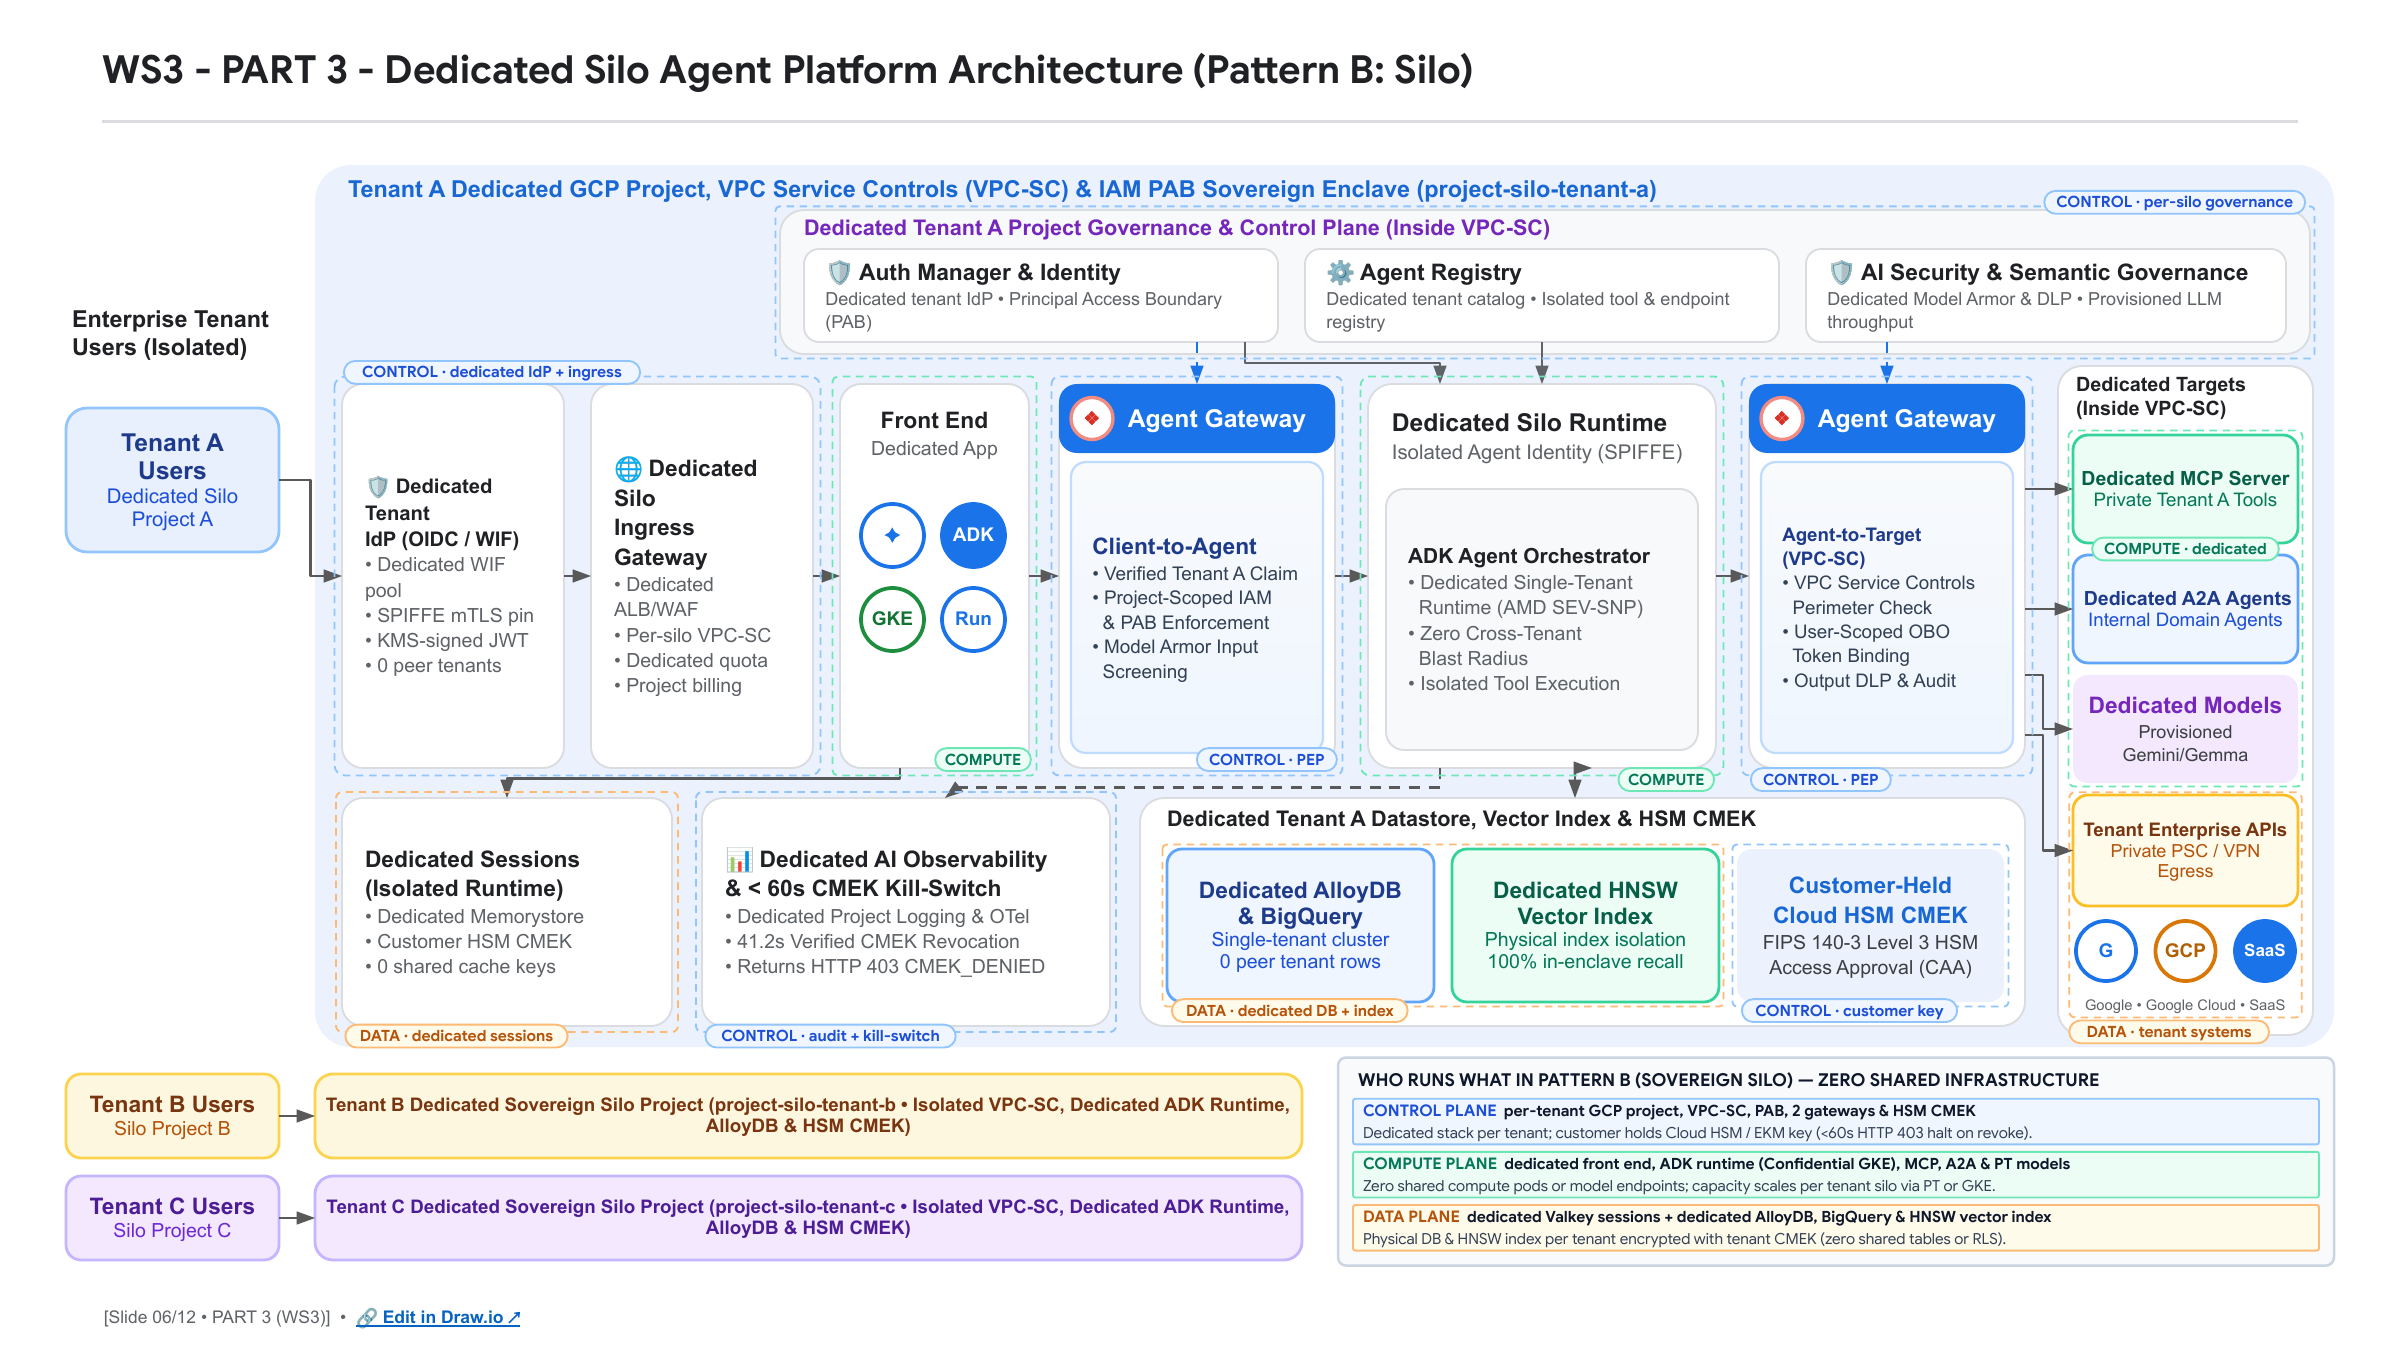 WS3 - PART 3 - Dedicated Silo Agent Platform Architecture (Pattern B: Silo)
Tenant A Dedicated GCP Project, VPC Service Controls (VPC-SC) & IAM PAB Sovereign Enclave (project-silo-tenant-a)
CONTROL · per-silo governance
Dedicated Tenant A Project Governance & Control Plane (Inside VPC-SC)
🛡️ Auth Manager & Identity
Dedicated tenant IdP • Principal Access Boundary
(PAB)
⚙️ Agent Registry
Dedicated tenant catalog • Isolated tool & endpoint
registry
🛡️ AI Security & Semantic Governance
Dedicated Model Armor & DLP • Provisioned LLM
throughput
Enterprise Tenant
Users (Isolated)
Tenant A
Users
Dedicated Silo
Project A
CONTROL · dedicated IdP + ingress
🛡️ Dedicated
Tenant
IdP (OIDC / WIF)
• Dedicated WIF
pool
• SPIFFE mTLS pin
• KMS-signed JWT
• 0 peer tenants
🌐 Dedicated
Silo
Ingress
Gateway
• Dedicated
ALB/WAF
• Per-silo VPC-SC
• Dedicated quota
• Project billing
Front End
Dedicated App
✦
ADK
GKE
Run
COMPUTE
Agent Gateway
Client-to-Agent
• Verified Tenant A Claim
• Project-Scoped IAM
& PAB Enforcement
• Model Armor Input
Screening
CONTROL · PEP
Dedicated Silo Runtime
Isolated Agent Identity (SPIFFE)
ADK Agent Orchestrator
• Dedicated Single-Tenant
Runtime (AMD SEV-SNP)
• Zero Cross-Tenant
Blast Radius
• Isolated Tool Execution
COMPUTE
Agent Gateway
Agent-to-Target
(VPC-SC)
• VPC Service Controls
Perimeter Check
• User-Scoped OBO
Token Binding
• Output DLP & Audit
CONTROL · PEP
Dedicated Targets
(Inside VPC-SC)
Dedicated MCP Server
Private Tenant A Tools
COMPUTE · dedicated
Dedicated A2A Agents
Internal Domain Agents
Dedicated Models
Provisioned
Gemini/Gemma
Tenant Enterprise APIs
Private PSC / VPN
Egress
G
GCP
SaaS
Google • Google Cloud • SaaS
DATA · tenant systems
Dedicated Sessions
(Isolated Runtime)
• Dedicated Memorystore
• Customer HSM CMEK
• 0 shared cache keys
DATA · dedicated sessions
📊 Dedicated AI Observability
& < 60s CMEK Kill-Switch
• Dedicated Project Logging & OTel
• 41.2s Verified CMEK Revocation
• Returns HTTP 403 CMEK_DENIED
CONTROL · audit + kill-switch
Dedicated Tenant A Datastore, Vector Index & HSM CMEK
Dedicated AlloyDB
& BigQuery
Single-tenant cluster
0 peer tenant rows
Dedicated HNSW
Vector Index
Physical index isolation
100% in-enclave recall
DATA · dedicated DB + index
Customer-Held
Cloud HSM CMEK
FIPS 140-3 Level 3 HSM
Access Approval (CAA)
CONTROL · customer key
Tenant B Users
Silo Project B
Tenant B Dedicated Sovereign Silo Project (project-silo-tenant-b • Isolated VPC-SC, Dedicated ADK Runtime,
AlloyDB & HSM CMEK)
Tenant C Users
Silo Project C
Tenant C Dedicated Sovereign Silo Project (project-silo-tenant-c • Isolated VPC-SC, Dedicated ADK Runtime,
AlloyDB & HSM CMEK)
WHO RUNS WHAT IN PATTERN B (SOVEREIGN SILO) — ZERO SHARED INFRASTRUCTURE
CONTROL PLANE per-tenant GCP project, VPC-SC, PAB, 2 gateways & HSM CMEK
Dedicated stack per tenant; customer holds Cloud HSM / EKM key (<60s HTTP 403 halt on revoke).
COMPUTE PLANE dedicated front end, ADK runtime (Confidential GKE), MCP, A2A & PT models
Zero shared compute pods or model endpoints; capacity scales per tenant silo via PT or GKE.
DATA PLANE dedicated Valkey sessions + dedicated AlloyDB, BigQuery & HNSW vector index
Physical DB & HNSW index per tenant encrypted with tenant CMEK (zero shared tables or RLS).
[Slide 06/12 • PART 3 (WS3)] • 🔗 Edit in Draw.io ↗